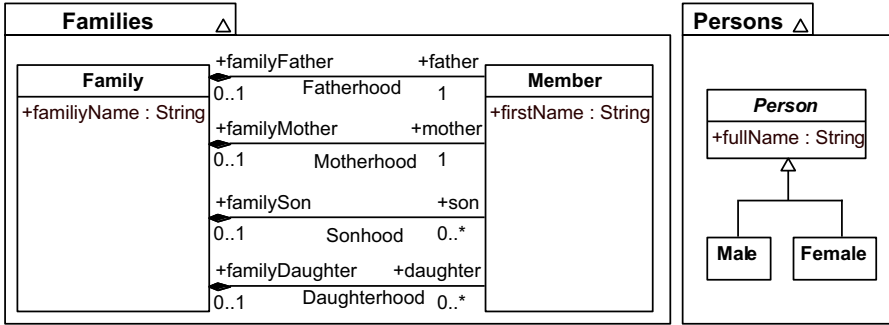 Families
Persons
Family
+familiyName : String
+familyFather
+father
0..1
Fatherhood
1
+familyMother
+mother
0..1
Motherhood
1
+familySon
+son
0..1
Sonhood
0..*
+familyDaughter
+daughter
0..1
Daughterhood
0..*
Member
+firstName : String
Person
+fullName : String
Male
Female